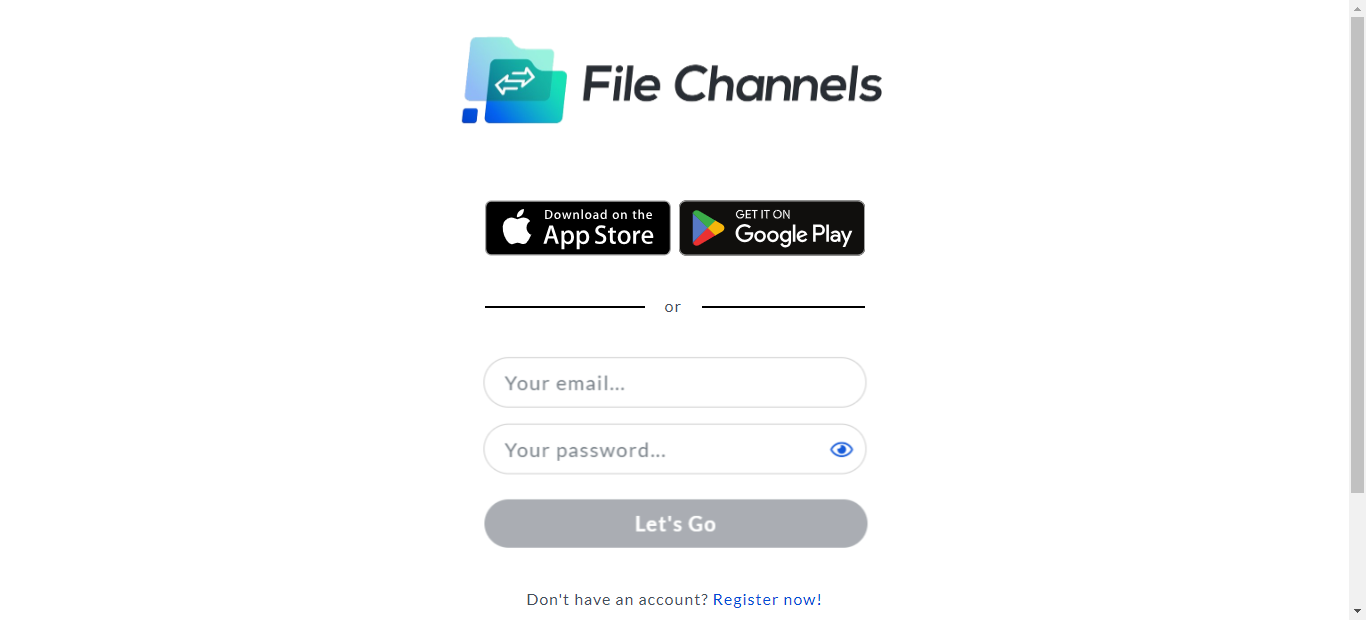 File Channels
Download on the
App Store
GET IT ON
Google Play
or
Your email...
Your password...
Let's Go
Don't have an account? Register now!